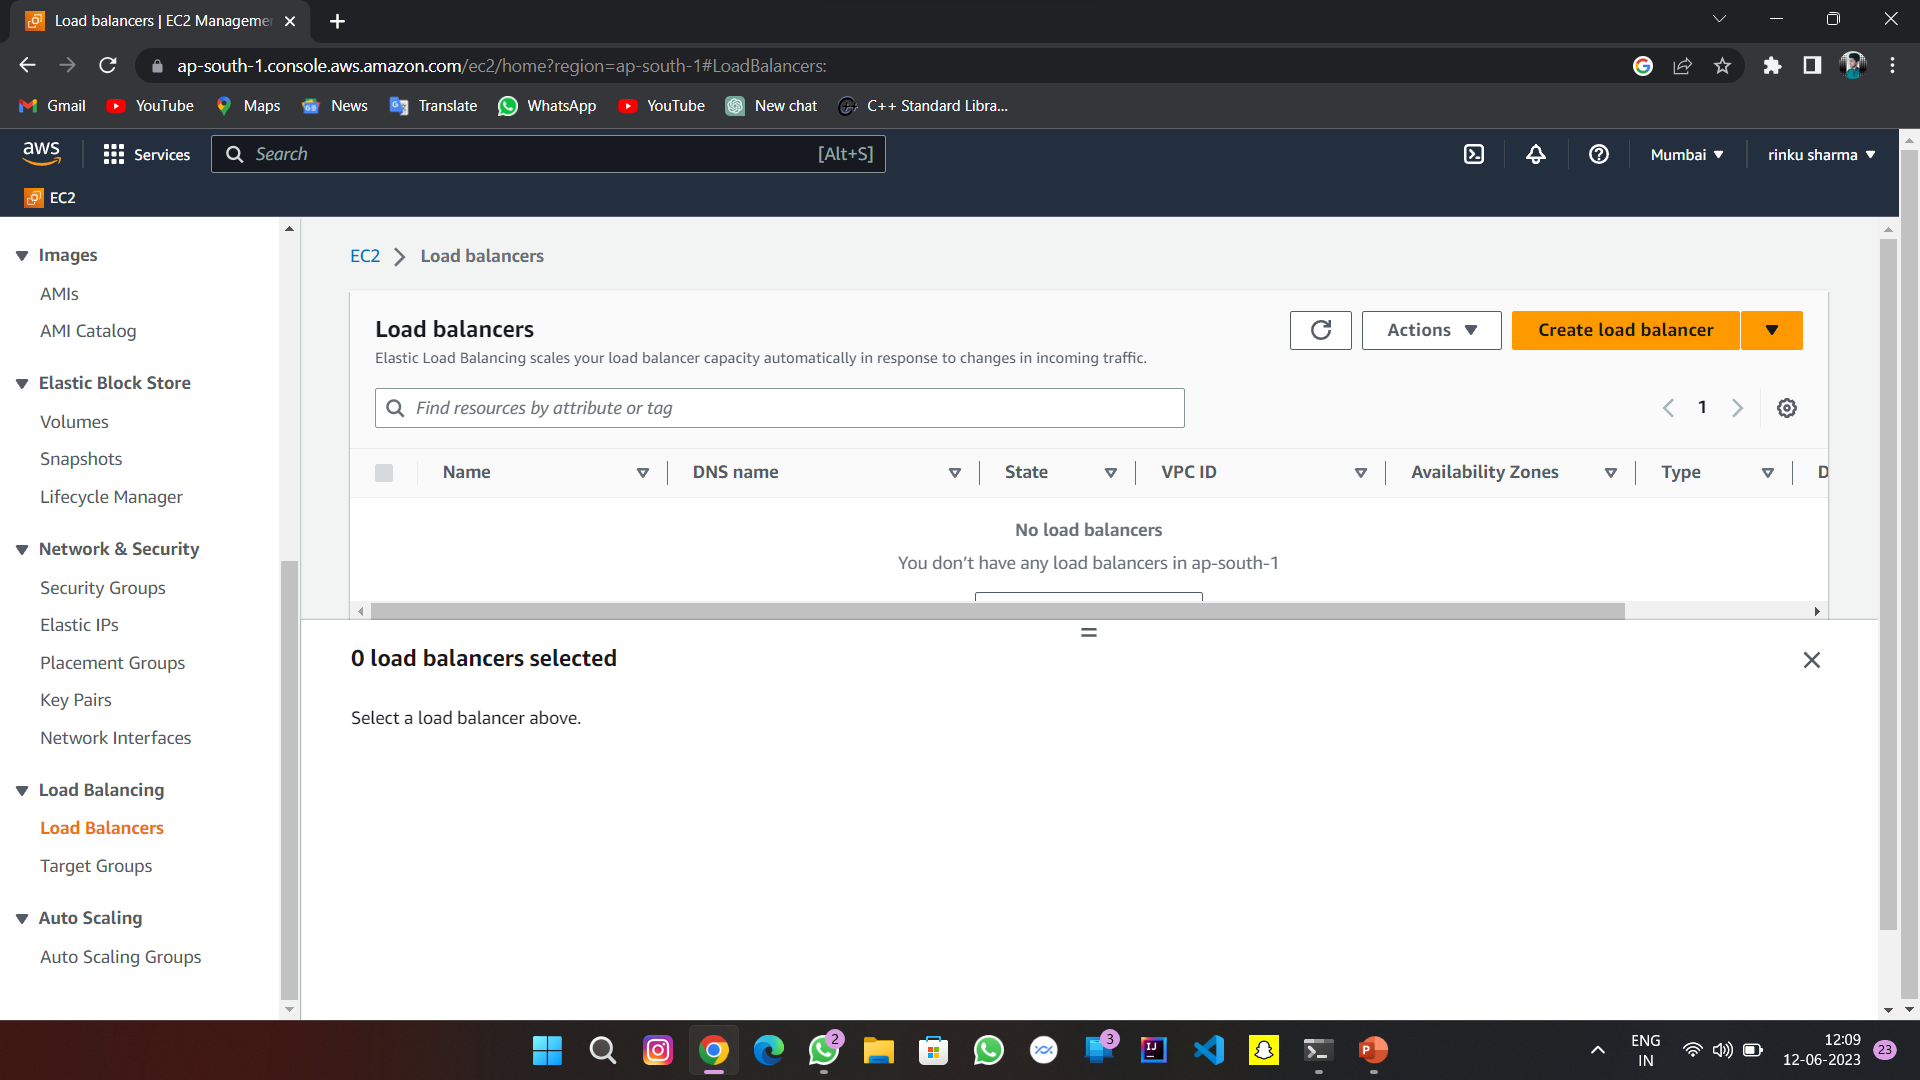 Load balancers | EC2 Managemen
ap-south-1.console.aws.amazon.com/ec2/home?region=ap-south-1#LoadBalancers:
Gmail YouTube Maps News Translate WhatsApp YouTube New chat C++ Standard Libra...
aws Services Search [Alt+S] Mumbai rinku sharma
EC2
Images
AMIs
AMI Catalog
Elastic Block Store
Volumes
Snapshots
Lifecycle Manager
Network & Security
Security Groups
Elastic IPs
Placement Groups
Key Pairs
Network Interfaces
Load Balancing
Load Balancers
Target Groups
Auto Scaling
Auto Scaling Groups
EC2 Load balancers
Load balancers
Actions Create load balancer
Elastic Load Balancing scales your load balancer capacity automatically in response to changes in incoming traffic.
Find resources by attribute or tag
1
Name DNS name State VPC ID Availability Zones Type D
No load balancers
You don't have any load balancers in ap-south-1
0 load balancers selected
Select a load balancer above.
2 3
ENG
IN
12:09
12-06-2023
23